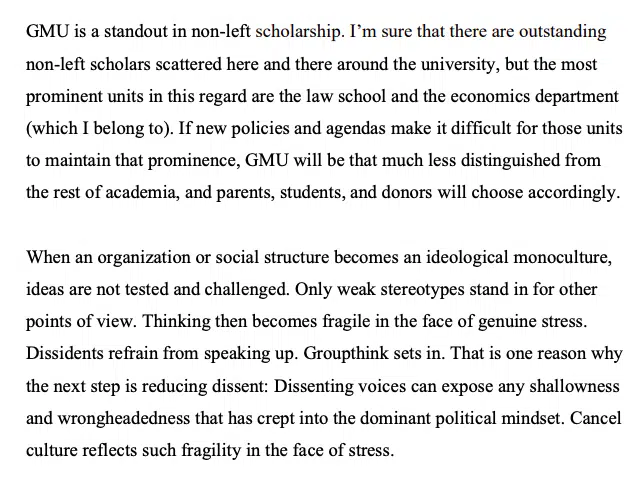 GMU is a standout in non-left scholarship. I’m sure that there are outstanding
non-left scholars scattered here and there around the university, but the most
prominent units in this regard are the law school and the economics department
(which I belong to). If new policies and agendas make it difficult for those units
to maintain that prominence, GMU will be that much less distinguished from
the rest of academia, and parents, students, and donors will choose accordingly.
When an organization or social structure becomes an ideological monoculture,
ideas are not tested and challenged. Only weak stereotypes stand in for other
points of view. Thinking then becomes fragile in the face of genuine stress.
Dissidents refrain from speaking up. Groupthink sets in. That is one reason why
the next step is reducing dissent: Dissenting voices can expose any shallowness
and wrongheadedness that has crept into the dominant political mindset. Cancel
culture reflects such fragility in the face of stress.